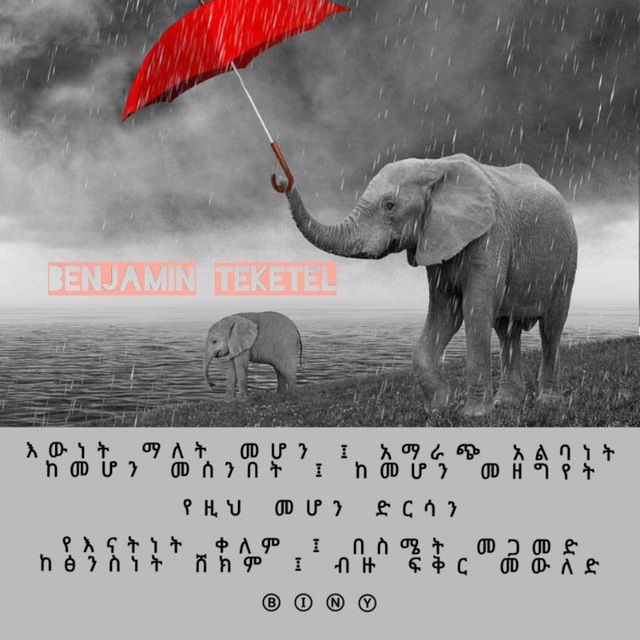 BENJAMIN TEKETEL
እውነት ማለት መሆን ፤ አማራጭ አልባነት
ከመሆን መሰንበት ፤ ከመሆን መዘግየት
የዚህ መሆን ድርሳን
የእናትነት ቀለም ፤ በስሜት መጋመድ
ከፅንስነት ሸክም ፤ ብዙ ፍቅር መውለድ
ⒷⒾⓃⓎ